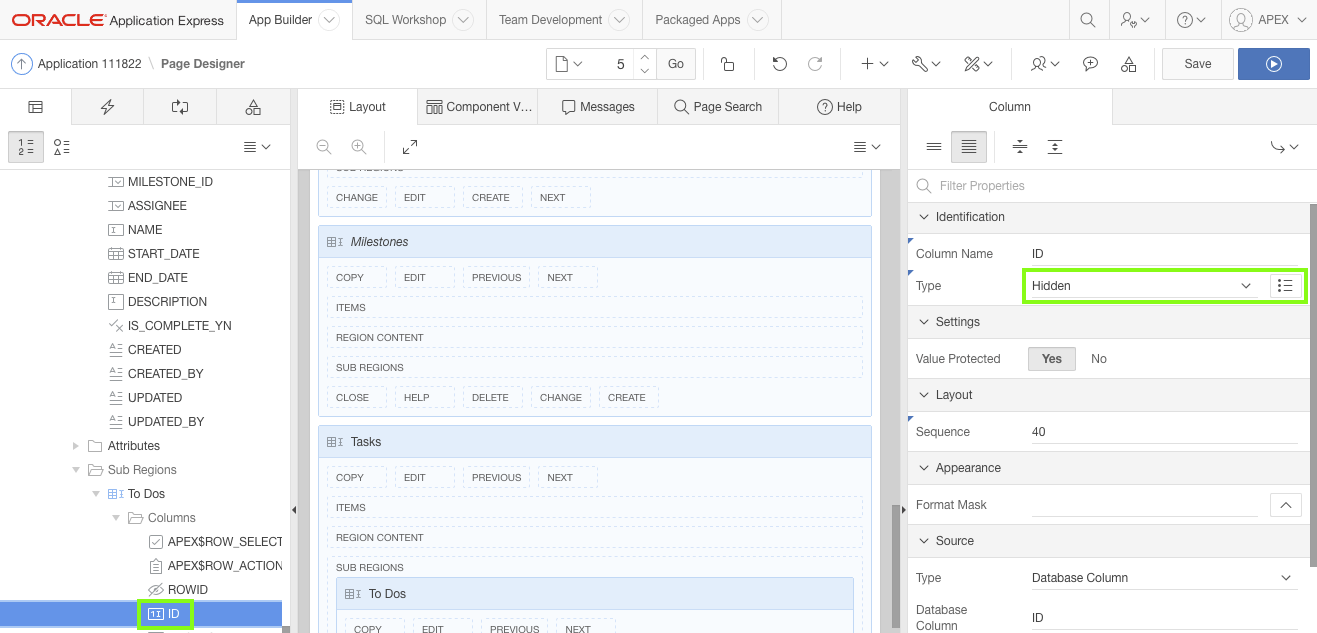 ORACLE Application Express
App Builder
SQL Workshop
Team Development
Packaged Apps
APEX
Application 111822 \ Page Designer
5
Go
Save
Layout
Component V...
Messages
Page Search
Help
Column
MILESTONE_ID
ASSIGNEE
NAME
START_DATE
END_DATE
DESCRIPTION
IS_COMPLETE_YN
CREATED
CREATED_BY
UPDATED
UPDATED_BY
Attributes
Sub Regions
To Dos
Columns
APEX$ROW_SELECT
APEX$ROW_ACTION
ROWID
ID
SUB REGIONS
CHANGE EDIT CREATE NEXT
Milestones
COPY EDIT PREVIOUS NEXT
ITEMS
REGION CONTENT
SUB REGIONS
CLOSE HELP DELETE CHANGE CREATE
Tasks
COPY EDIT PREVIOUS NEXT
ITEMS
REGION CONTENT
SUB REGIONS
To Dos
COPY EDIT PREVIOUS NEXT
Filter Properties
Identification
Column Name ID
Type Hidden
Settings
Value Protected Yes No
Layout
Sequence 40
Appearance
Format Mask
Source
Type Database Column
Database
Column ID